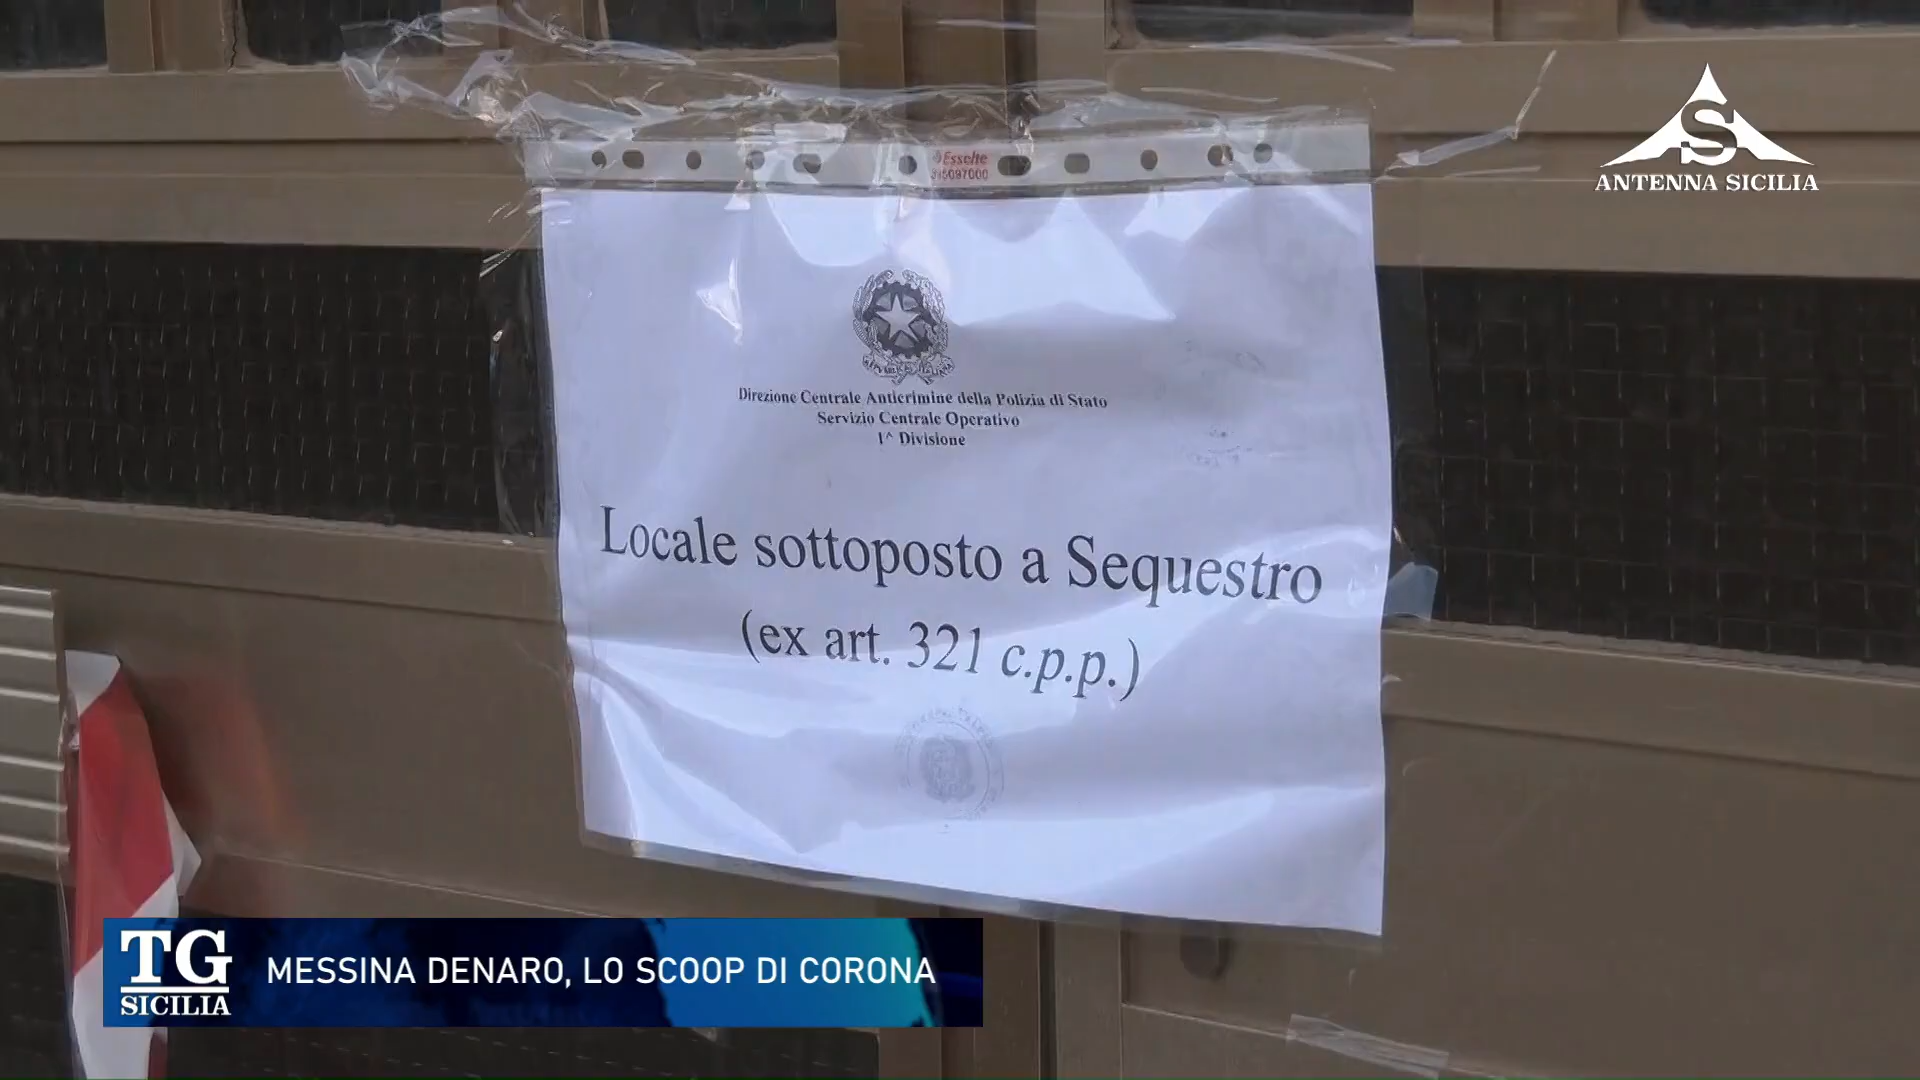 Esselte
395097000
S
ANTENNA SICILIA
Direzione Centrale Anticrimine della Polizia di Stato
Servizio Centrale Operativo
1^ Divisione
Locale sottoposto a Sequestro
(ex art. 321 c.p.p.)
TG
SICILIA
MESSINA DENARO, LO SCOOP DI CORONA